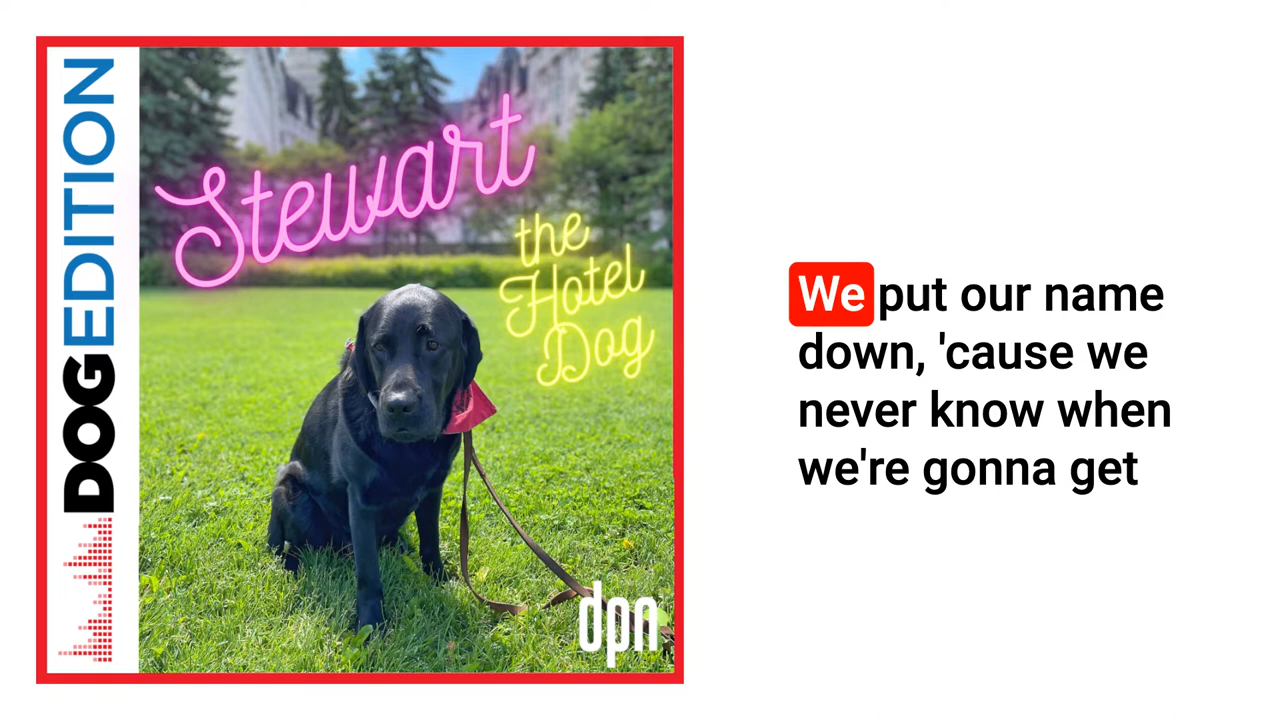 DOGEDITION
Stewart
the
Hotel
Dog
dpn
We put our name
down, 'cause we
never know when
we're gonna get